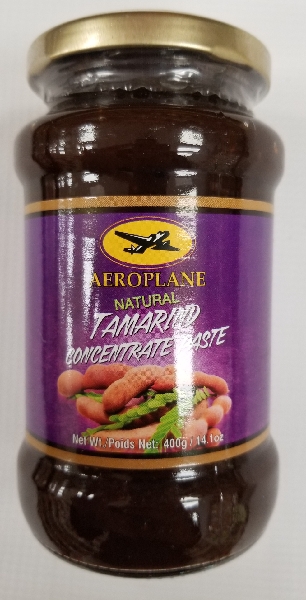 AEROPLANE
NATURAL
TAMARIND
CONCENTRATE PASTE
Net Wt./Poids Net: 400g / 14.1oz